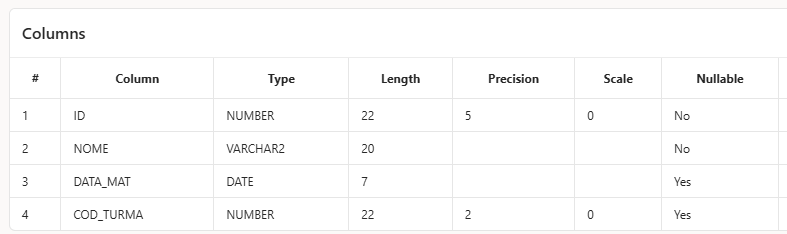 Columns
# Column Type Length Precision Scale Nullable
1 ID NUMBER 22 5 0 No
2 NOME VARCHAR2 20 No
3 DATA_MAT DATE 7 Yes
4 COD_TURMA NUMBER 22 2 0 Yes